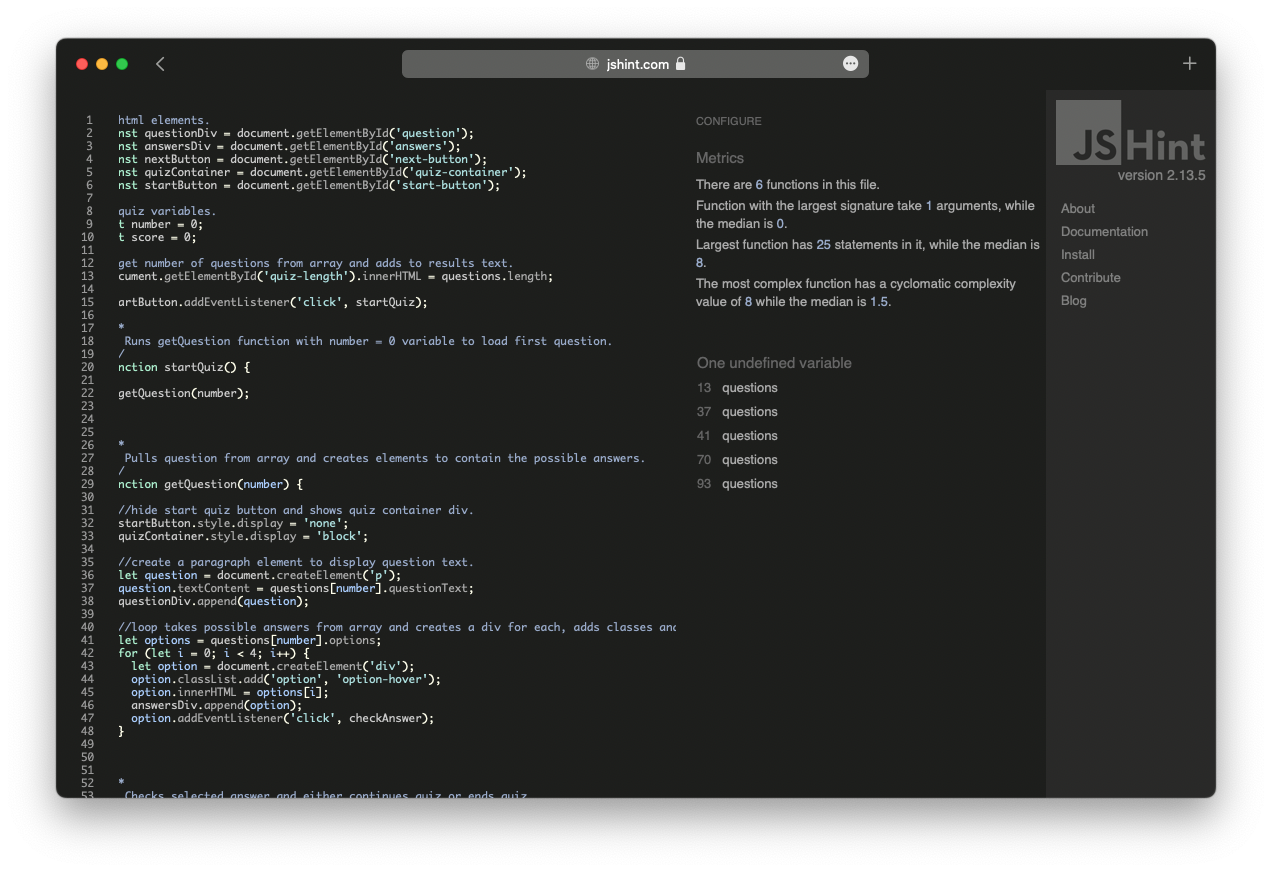 jshint.com
1 html elements.
2 nst questionDiv = document.getElementById('question');
3 nst answersDiv = document.getElementById('answers');
4 nst nextButton = document.getElementById('next-button');
5 nst quizContainer = document.getElementById('quiz-container');
6 nst startButton = document.getElementById('start-button');
7
8 quiz variables.
9 t number = 0;
10 t score = 0;
11
12 get number of questions from array and adds to results text.
13 cument.getElementById('quiz-length').innerHTML = questions.length;
14
15 artButton.addEventListener('click', startQuiz);
16
17 *
18 Runs getQuestion function with number = 0 variable to load first question.
19 /
20 nction startQuiz() {
21
22 getQuestion(number);
23
24
25
26 *
27 Pulls question from array and creates elements to contain the possible answers.
28 /
29 nction getQuestion(number) {
30
31 //hide start quiz button and shows quiz container div.
32 startButton.style.display = 'none';
33 quizContainer.style.display = 'block';
34
35 //create a paragraph element to display question text.
36 let question = document.createElement('p');
37 question.textContent = questions[number].questionText;
38 questionDiv.append(question);
39
40 //loop takes possible answers from array and creates a div for each, adds classes and
41 let options = questions[number].options;
42 for (let i = 0; i < 4; i++) {
43 let option = document.createElement('div');
44 option.classList.add('option', 'option-hover');
45 option.innerHTML = options[i];
46 answersDiv.append(option);
47 option.addEventListener('click', checkAnswer);
48 }
49
50
51
52 *
53 Checks selected answer and either continues quiz or ends quiz
CONFIGURE
Metrics
There are 6 functions in this file.
Function with the largest signature take 1 arguments, while
the median is 0.
Largest function has 25 statements in it, while the median is
8.
The most complex function has a cyclomatic complexity
value of 8 while the median is 1.5.
One undefined variable
13 questions
37 questions
41 questions
70 questions
93 questions
JSHint
version 2.13.5
About
Documentation
Install
Contribute
Blog